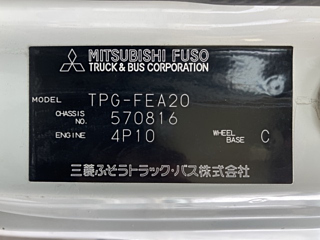 MITSUBISHI FUSO
TRUCK & BUS CORPORATION
MODEL TPG-FEA20
CHASSIS NO. 570816
ENGINE 4P10 WHEEL BASE C
三菱ふそうトラック・バス株式会社